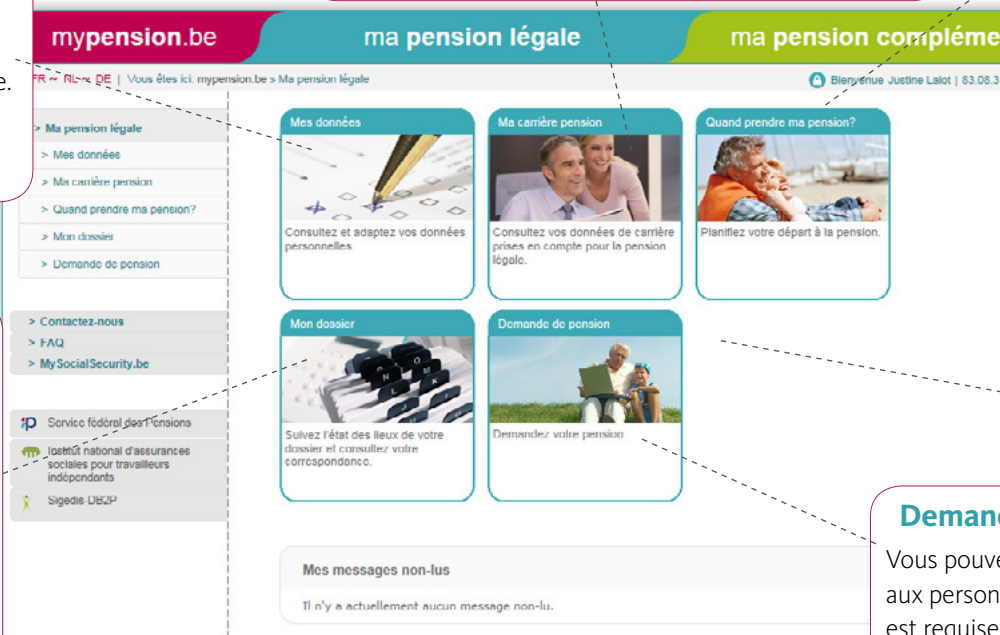 mypension.be
ma pension légale
ma pension compléme
e.
FR ~ NL ~ DE | Vous êtes ici: mypension.be » Ma pension légale
Bienvenue Justine Lalot | 83.08.3
> Ma pension légale
> Mes données
> Ma carrière pension
> Quand prendre ma pension?
> Mon dossier
> Demande de pension
> Contactez-nous
> FAQ
> MySocialSecurity.be
Service fédéral des Pensions
Institut national d'assurances
sociales pour travailleurs
indépendants
Sigedis-DB2P
Mes données
Consultez et adaptez vos données
personnelles
Ma carrière pension
Consultez vos données de carrière
prises en compte pour la pension
légale.
Quand prendre ma pension?
Planifiez votre départ à la pension.
Mon dossier
Suivez l'état des lieux de votre
dossier et consultez votre
correspondance.
Demande de pension
Demandez votre pension
Mes messages non-lus
Il n'y a actuellement aucun message non-lu.
Demand
Vous pouve
aux person
est requise